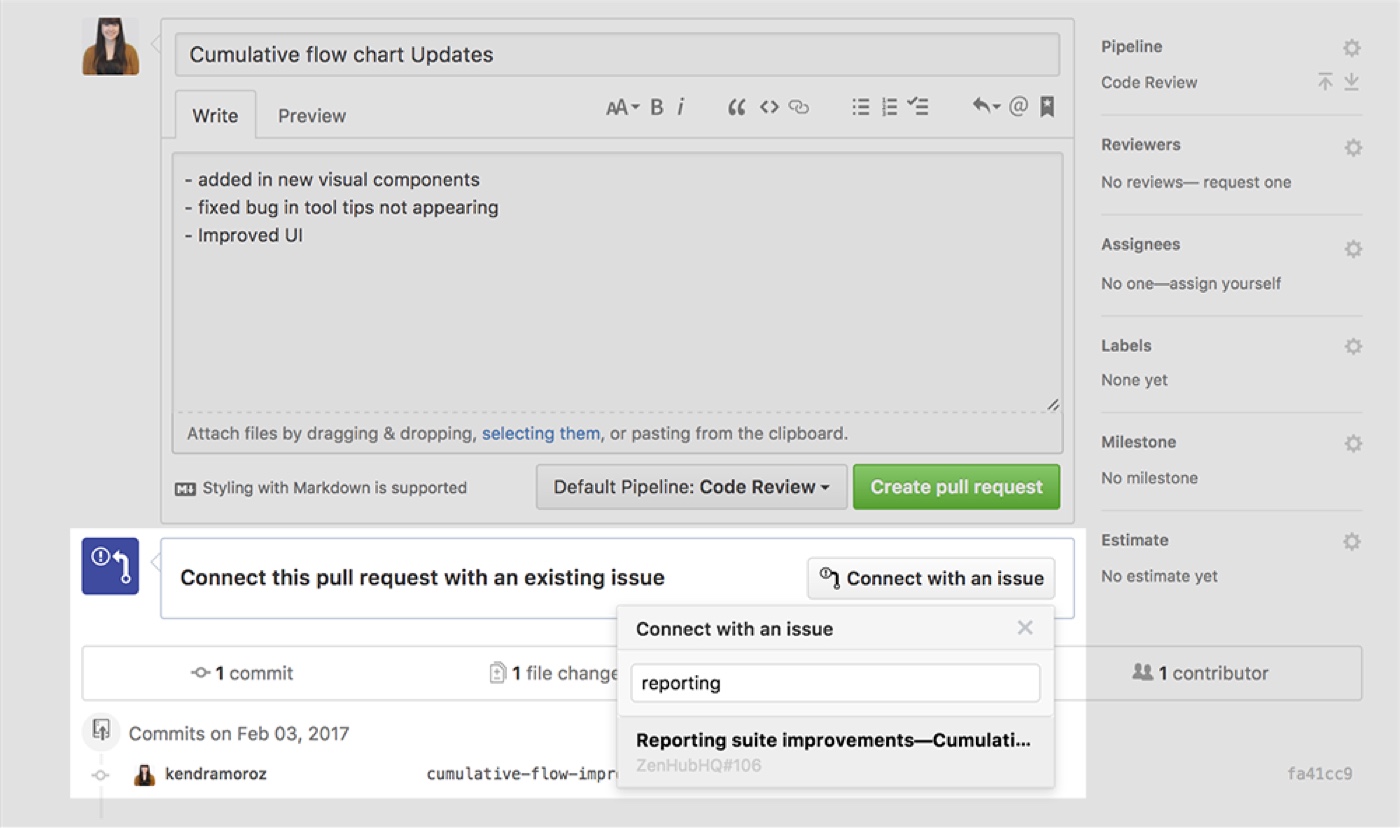 Cumulative flow chart Updates
Write Preview AA B i
- added in new visual components
- fixed bug in tool tips not appearing
- Improved UI
Attach files by dragging & dropping, selecting them, or pasting from the clipboard.
Styling with Markdown is supported
Default Pipeline: Code Review
Create pull request
Pipeline
Code Review
Reviewers
No reviews— request one
Assignees
No one—assign yourself
Labels
None yet
Milestone
No milestone
Estimate
No estimate yet
Connect this pull request with an existing issue
Connect with an issue
Connect with an issue
reporting
Reporting suite improvements—Cumulati...
ZenHubHQ#106
1 commit
1 file change
1 contributor
Commits on Feb 03, 2017
kendramoroz
cumulative-flow-impr
fa41cc9